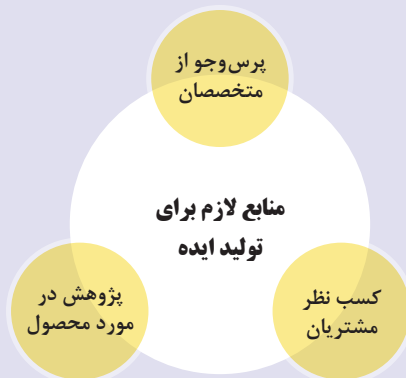 پرس‌وجو از
متخصصان
منابع لازم برای
تولید ایده
کسب نظر
مشتریان
پژوهش در
مورد محصول